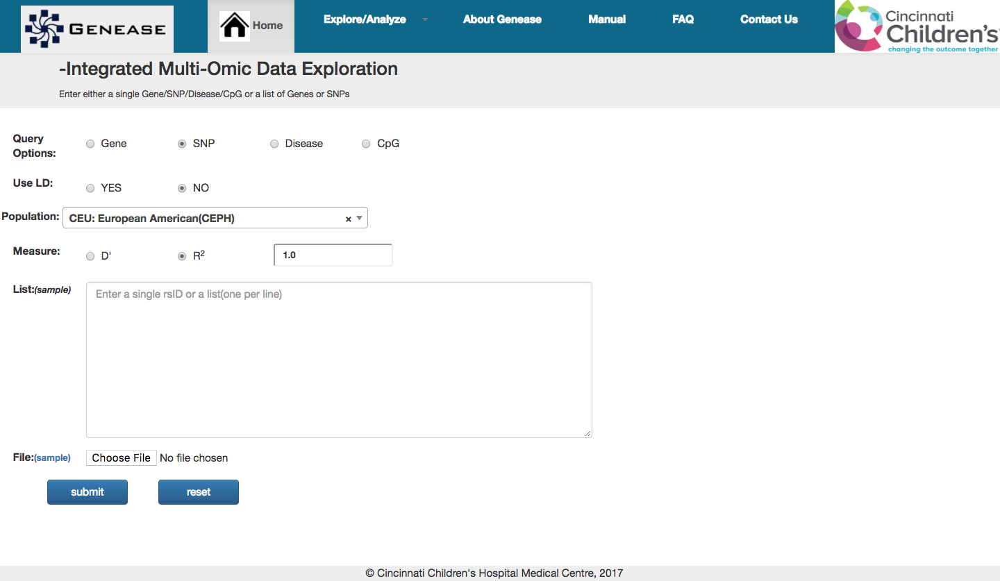 GENEASE
Home
Explore/Analyze
About Genease
Manual
FAQ
Contact Us
Cincinnati
Children's
changing the outcome together
-Integrated Multi-Omic Data Exploration
Enter either a single Gene/SNP/Disease/CpG or a list of Genes or SNPs
Query
Options:
Gene
SNP
Disease
CpG
Use LD:
YES
NO
Population:
CEU: European American(CEPH)
×
Measure:
D'
R²
1.0
List:(sample)
Enter a single rsID or a list(one per line)
File:(sample)
Choose File No file chosen
submit
reset
© Cincinnati Children's Hospital Medical Centre, 2017